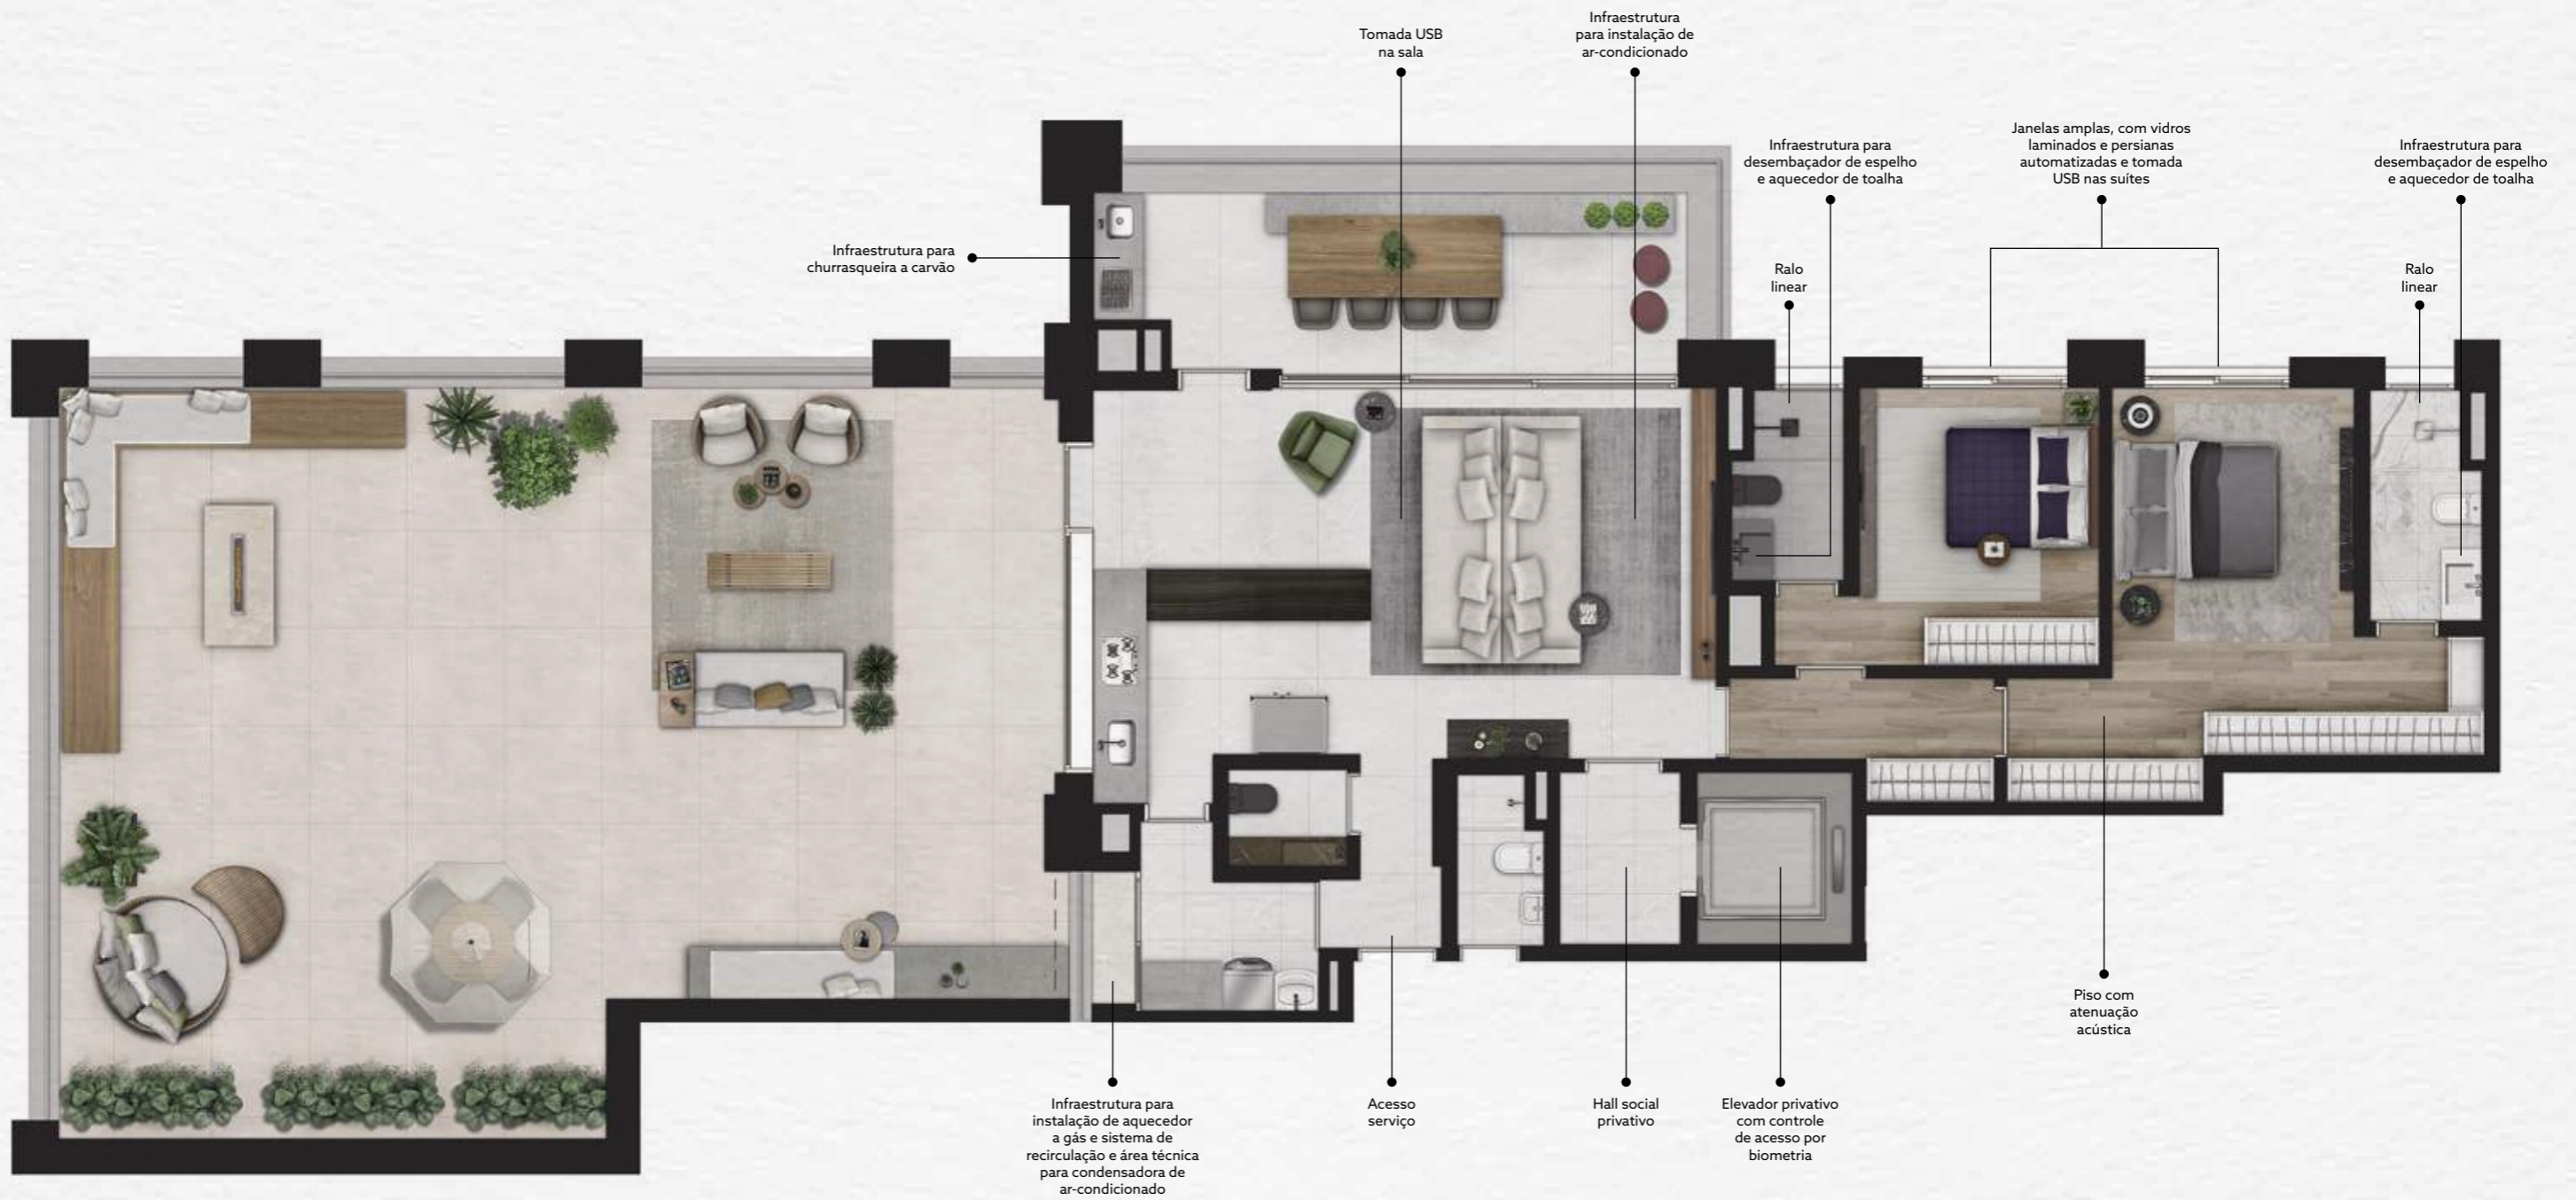 Tomada USB
na sala
Infraestrutura
para instalação de
ar-condicionado
Infraestrutura para
desembaçador de espelho
e aquecedor de toalha
Janelas amplas, com vidros
laminados e persianas
automatizadas e tomada
USB nas suítes
Infraestrutura para
desembaçador de espelho
e aquecedor de toalha
Infraestrutura para
churrasqueira a carvão
Ralo
linear
Ralo
linear
Piso com
atenuação
acústica
Infraestrutura para
instalação de aquecedor
a gás e sistema de
recirculação e área técnica
para condensadora de
ar-condicionado
Acesso
serviço
Hall social
privativo
Elevador privativo
com controle
de acesso por
biometria